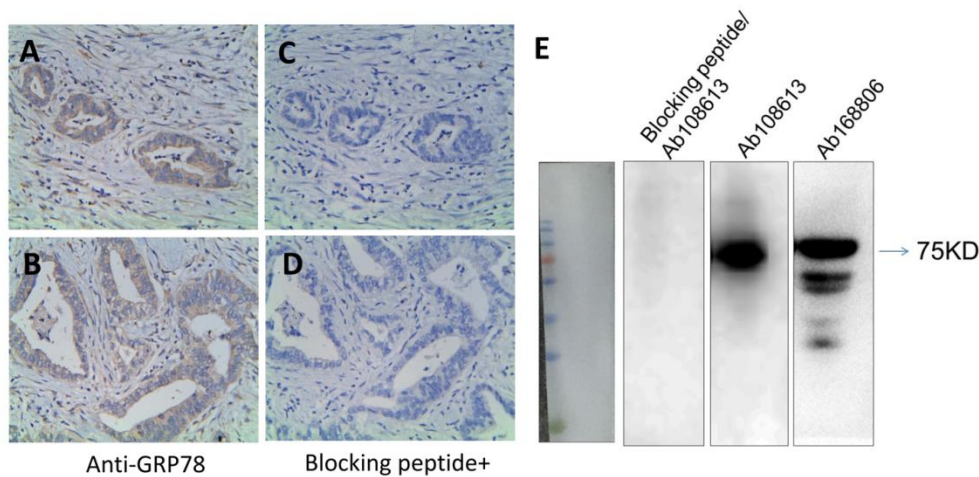 A
C
E
B
D
Anti-GRP78
Blocking peptide+
Blocking peptide/
Ab108613
Ab108613
Ab168806
75KD